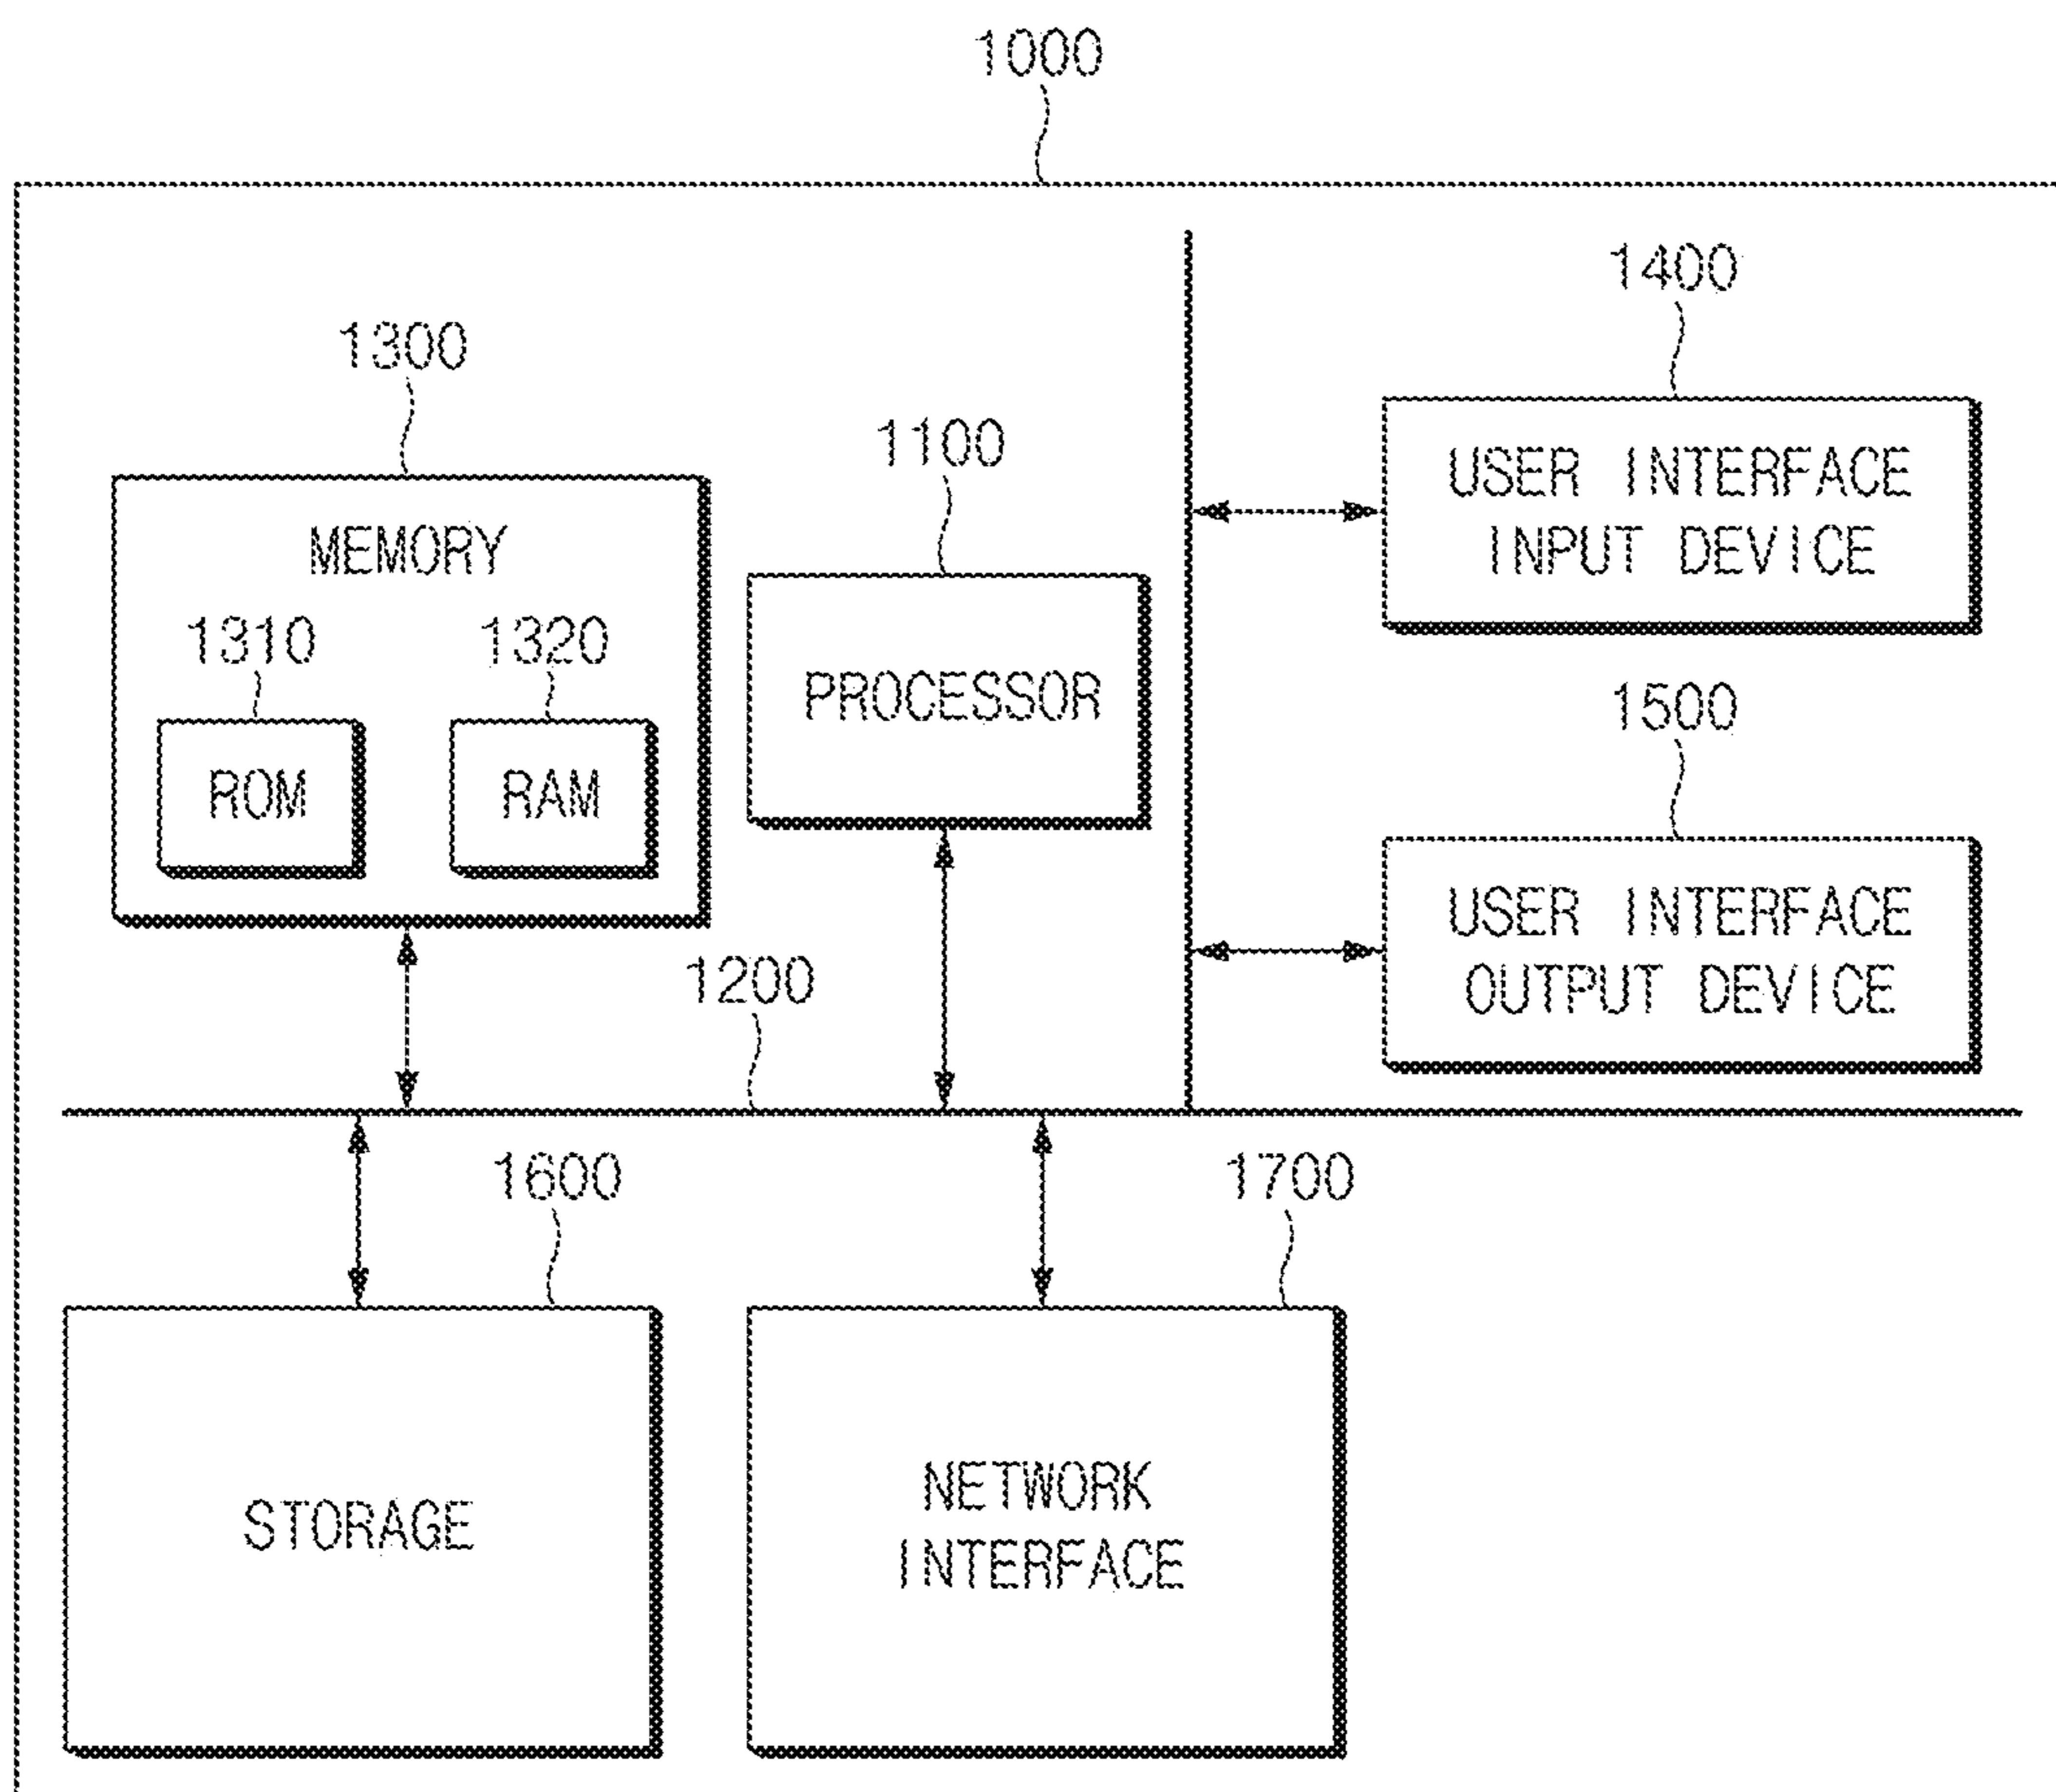 1000
1400
1300
1100
USER INTERFACE
INPUT DEVICE
MEMORY
1310
1320
PROCESSOR
1500
ROM
RAM
USER INTERFACE
OUTPUT DEVICE
1200
1600
1700
STORAGE
NETWORK
INTERFACE